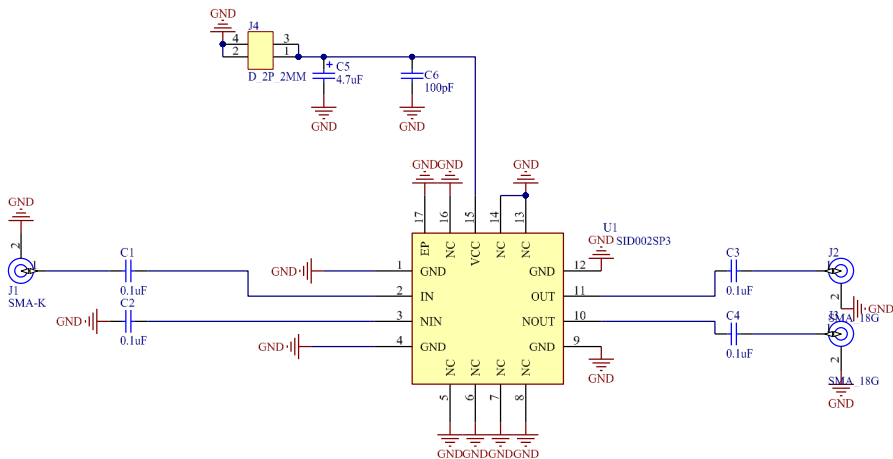 GND
J4
4
3
2
1
D_2P_2MM
+
C5
4.7uF
C6
100pF
GND
GND
GND
GND
GND
17
16
15
14
13
EP
NC
VCC
NC
NC
U1
SID002SP3
GND
GND
2
1
J1
SMA-K
C1
0.1uF
GND
1
GND
2
IN
C2
0.1uF
GND
3
NIN
GND
4
GND
GND
12
OUT
11
NOUT
10
GND
9
GND
C3
0.1uF
J2
1
2
GND
SMA_18G
C4
0.1uF
J3
1
2
SMA_18G
GND
NC
NC
NC
NC
5
6
7
8
GND
GND
GND
GND